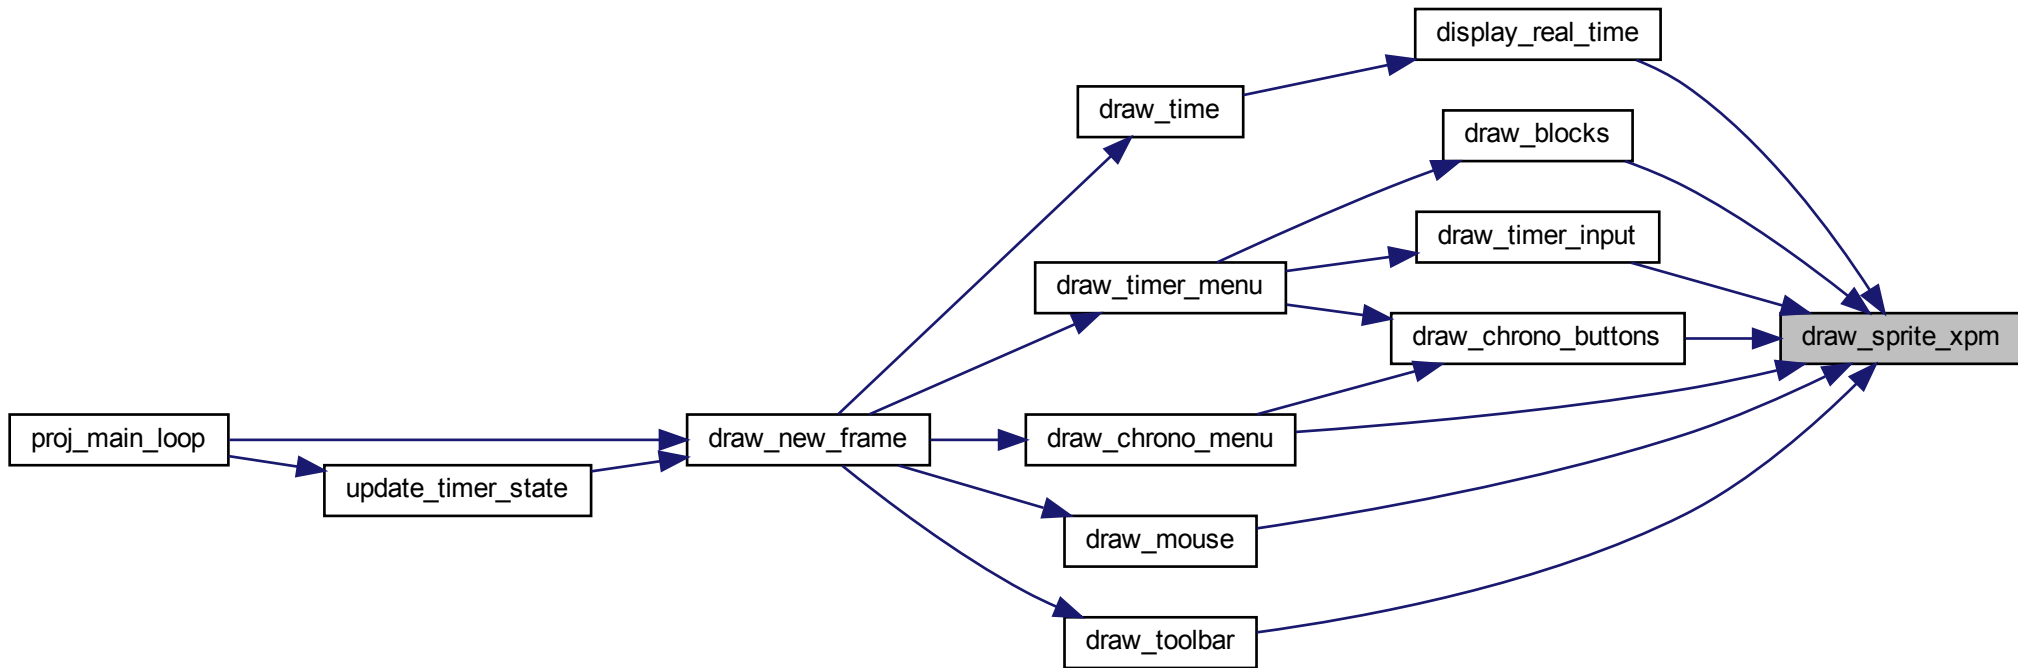 display_real_time
draw_time
draw_blocks
draw_timer_input
draw_timer_menu
draw_chrono_buttons
draw_sprite_xpm
proj_main_loop
draw_new_frame
draw_chrono_menu
update_timer_state
draw_mouse
draw_toolbar